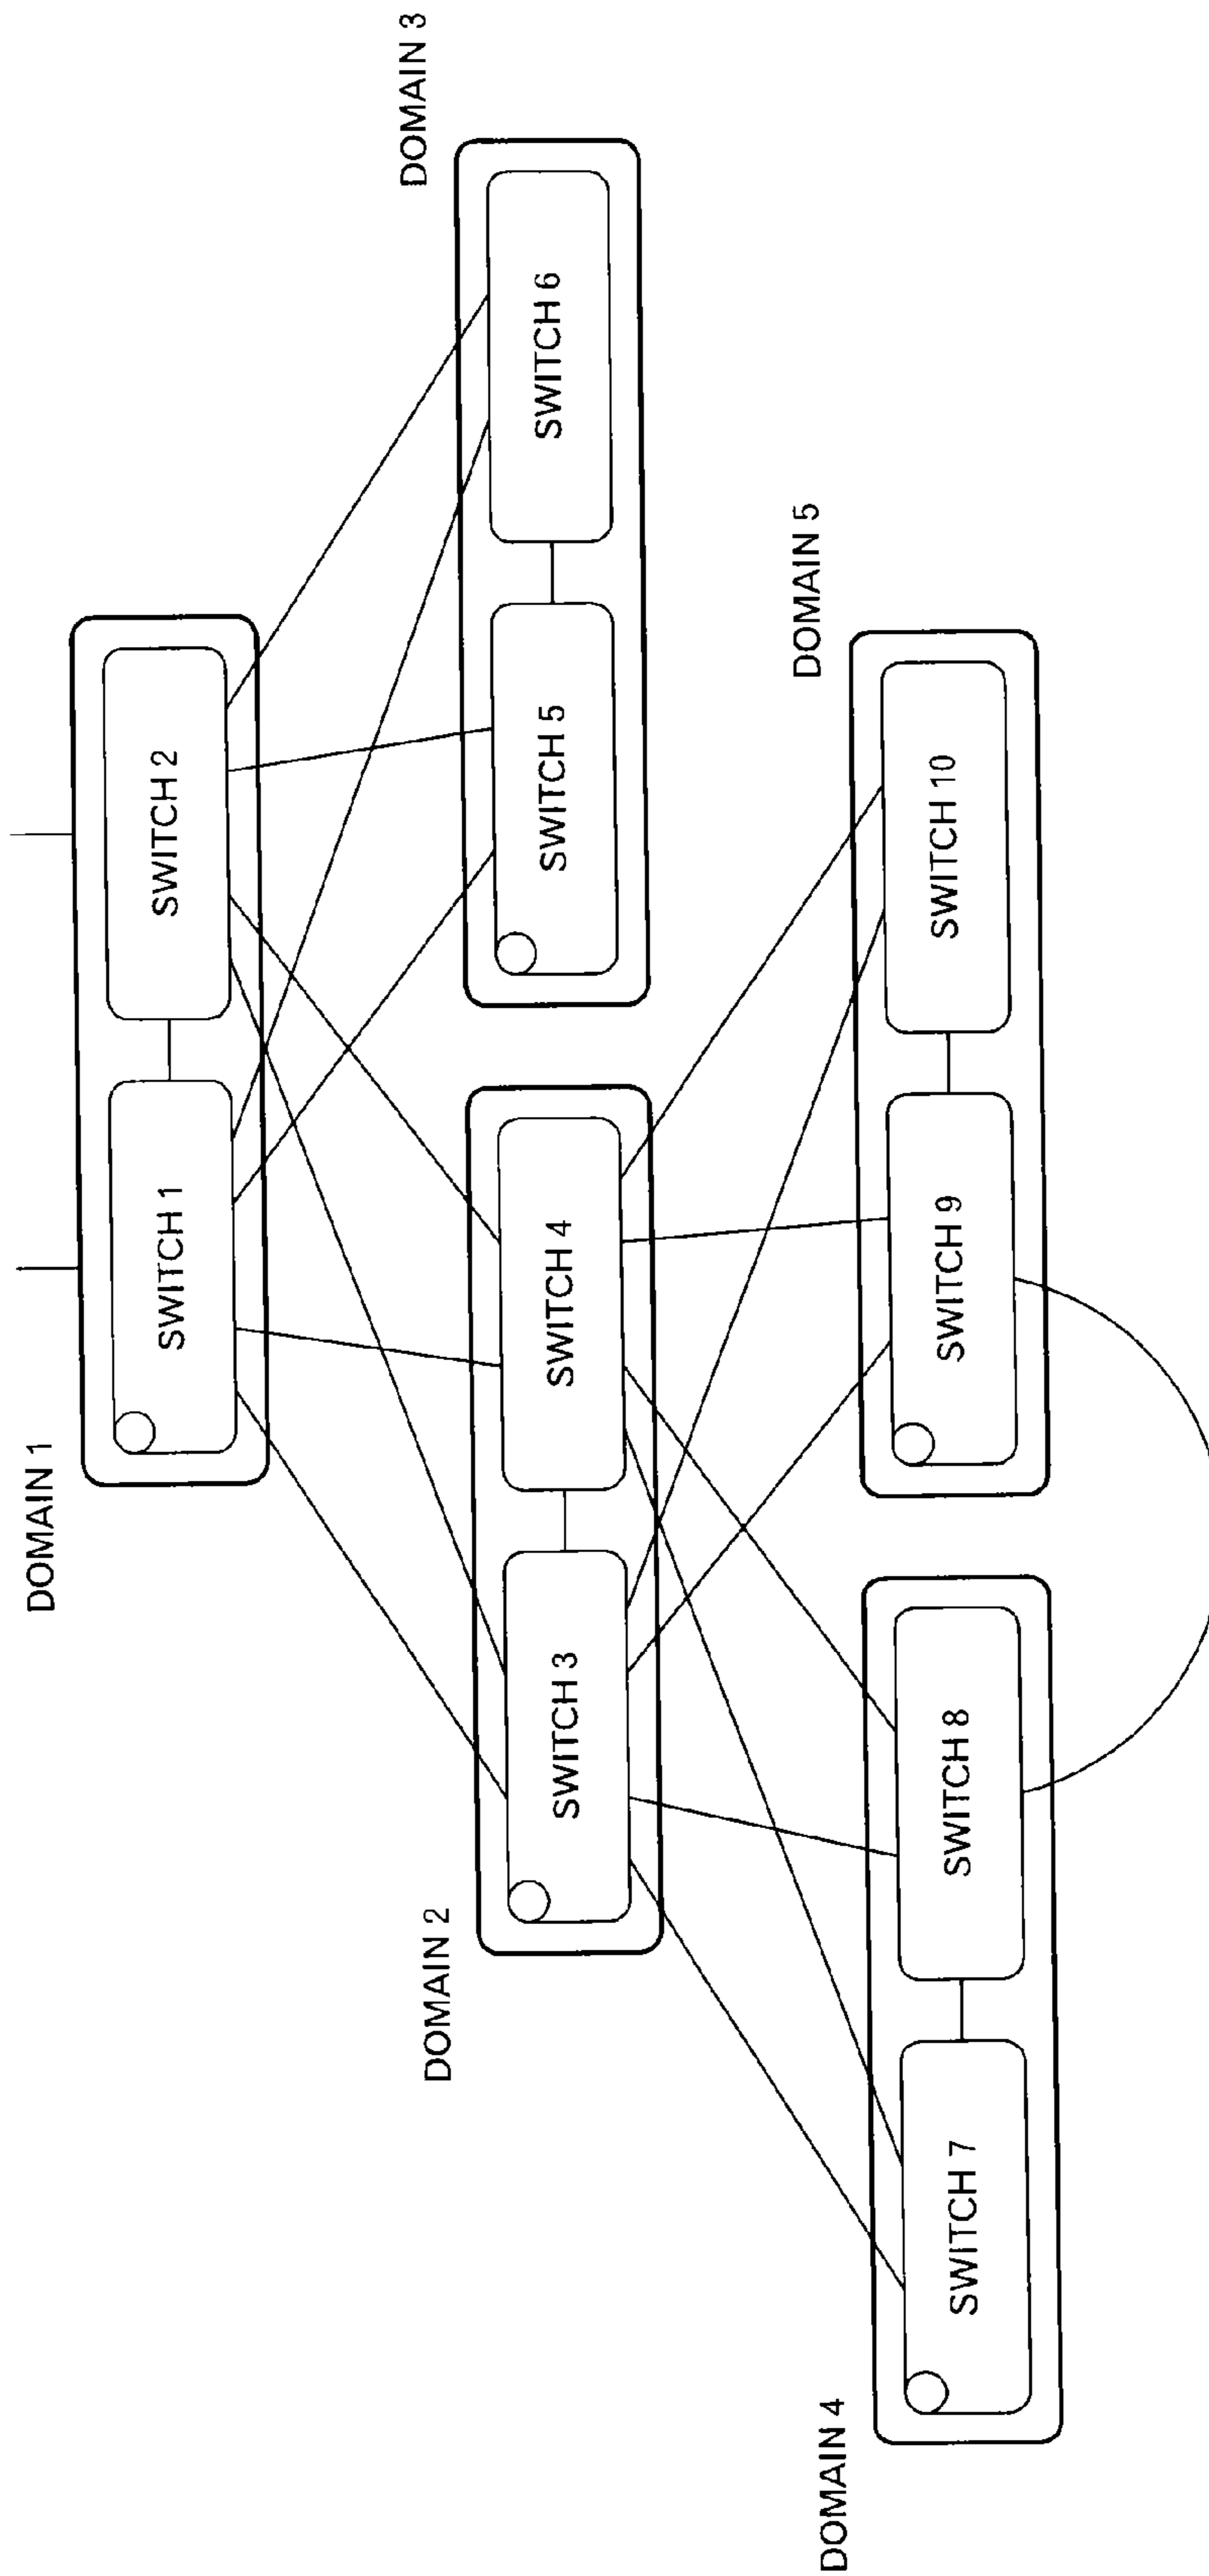 DOMAIN 1
SWITCH 1
SWITCH 2
DOMAIN 2
SWITCH 3
SWITCH 4
DOMAIN 3
SWITCH 5
SWITCH 6
DOMAIN 4
SWITCH 7
SWITCH 8
DOMAIN 5
SWITCH 9
SWITCH 10